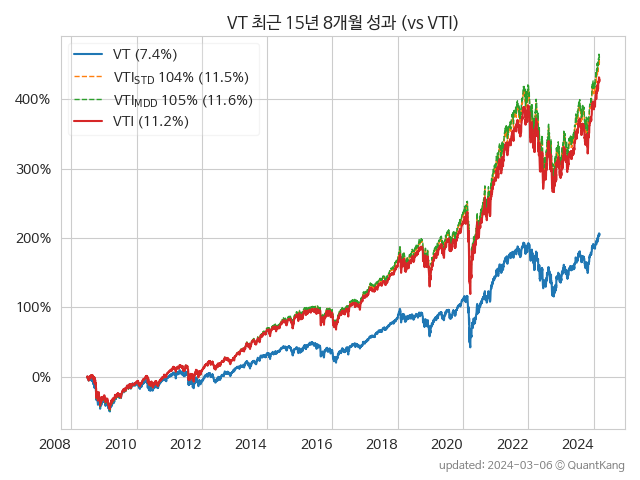 VT 최근 15년 8개월 성과 (vs VTI)
VT (7.4%)
VTI_STD 104% (11.5%)
VTI_MDD 105% (11.6%)
VTI (11.2%)
400%
300%
200%
100%
0%
2008 2010 2012 2014 2016 2018 2020 2022 2024
updated: 2024-03-06 © QuantKang